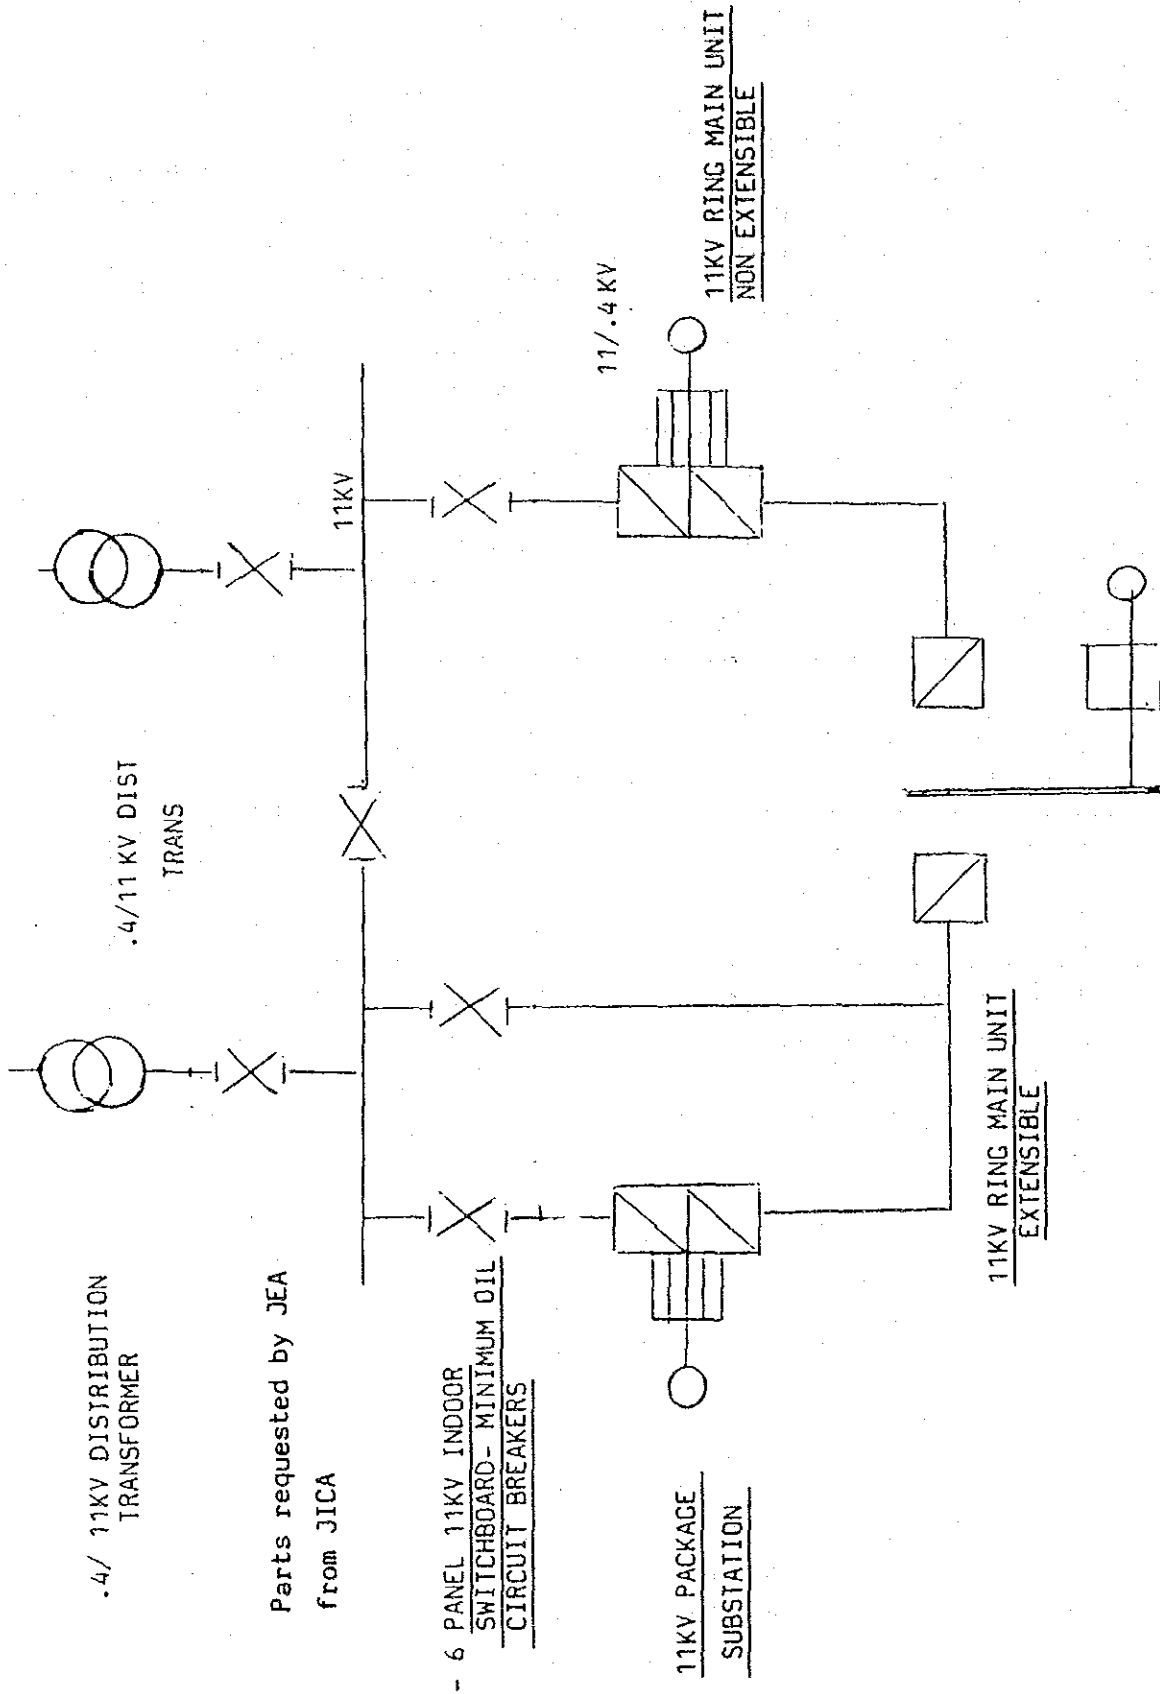 .4/ 11KV DISTRIBUTION
TRANSFORMER
.4/11 KV DIST
TRANS
Parts requested by JEA
from JICA
11KV
- 6 PANEL 11KV INDOOR
SWITCHBOARD- MINIMUM OIL
CIRCUIT BREAKERS
11/.4 KV
11KV PACKAGE
SUBSTATION
11KV RING MAIN UNIT
NON EXTENSIBLE
11KV RING MAIN UNIT
EXTENSIBLE